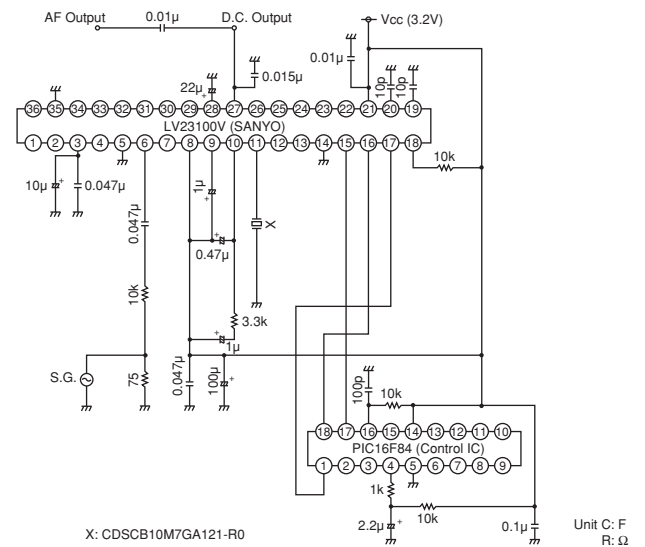 AF Output
0.01µ
D.C. Output
Vcc (3.2V)
0.01µ
0.015µ
22µ
+
10p
10p
36 35 34 33 32 31 30 29 28 27 26 25 24 23 22 21 20 19
LV23100V (SANYO)
1 2 3 4 5 6 7 8 9 10 11 12 13 14 15 16 17 18
10k
10µ
+
0.047µ
0.047µ
1µ
+
+
0.47µ
X
10k
3.3k
+
1µ
S.G.
75
0.047µ
100µ
+
100p
10k
18 17 16 15 14 13 12 11 10
PIC16F84 (Control IC)
1 2 3 4 5 6 7 8 9
1k
10k
2.2µ
+
0.1µ
X: CDSCB10M7GA121-R0
Unit C: F
R: Ω